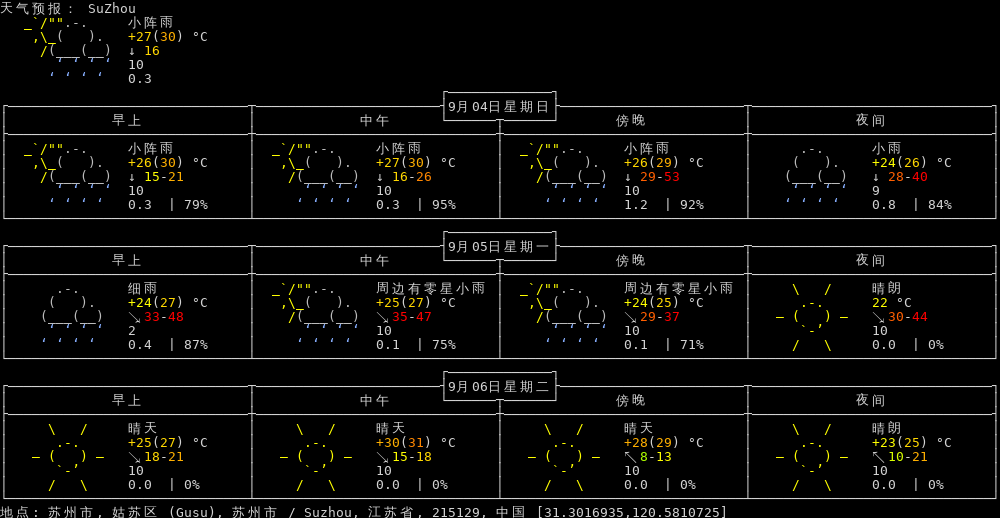 天气预报: SuZhou
小阵雨
+27(30) °C
↓ 16
10
0.3
9月04日星期日
早上 中午 傍晚 夜间
小阵雨 小阵雨 小阵雨 小雨
+26(30) °C +27(30) °C +26(29) °C +24(26) °C
↓ 15-21 ↓ 16-26 ↓ 29-53 ↓ 28-40
10 10 10 9
0.3 | 79% 0.3 | 95% 1.2 | 92% 0.8 | 84%
9月05日星期一
早上 中午 傍晚 夜间
细雨 周边有零星小雨 周边有零星小雨 晴朗
+24(27) °C +25(27) °C +24(25) °C 22 °C
↘ 33-48 ↘ 35-47 ↘ 29-37 ↘ 30-44
2 10 10 10
0.4 | 87% 0.1 | 75% 0.1 | 71% 0.0 | 0%
9月06日星期二
早上 中午 傍晚 夜间
晴天 晴天 晴天 晴朗
+25(27) °C +30(31) °C +28(29) °C +23(25) °C
↘ 18-21 ↘ 15-18 ↖ 8-13 ↖ 10-21
10 10 10 10
0.0 | 0% 0.0 | 0% 0.0 | 0% 0.0 | 0%
地点: 苏州市, 姑苏区 (Gusu), 苏州市 / Suzhou, 江苏省, 215129, 中国 [31.3016935,120.5810725]